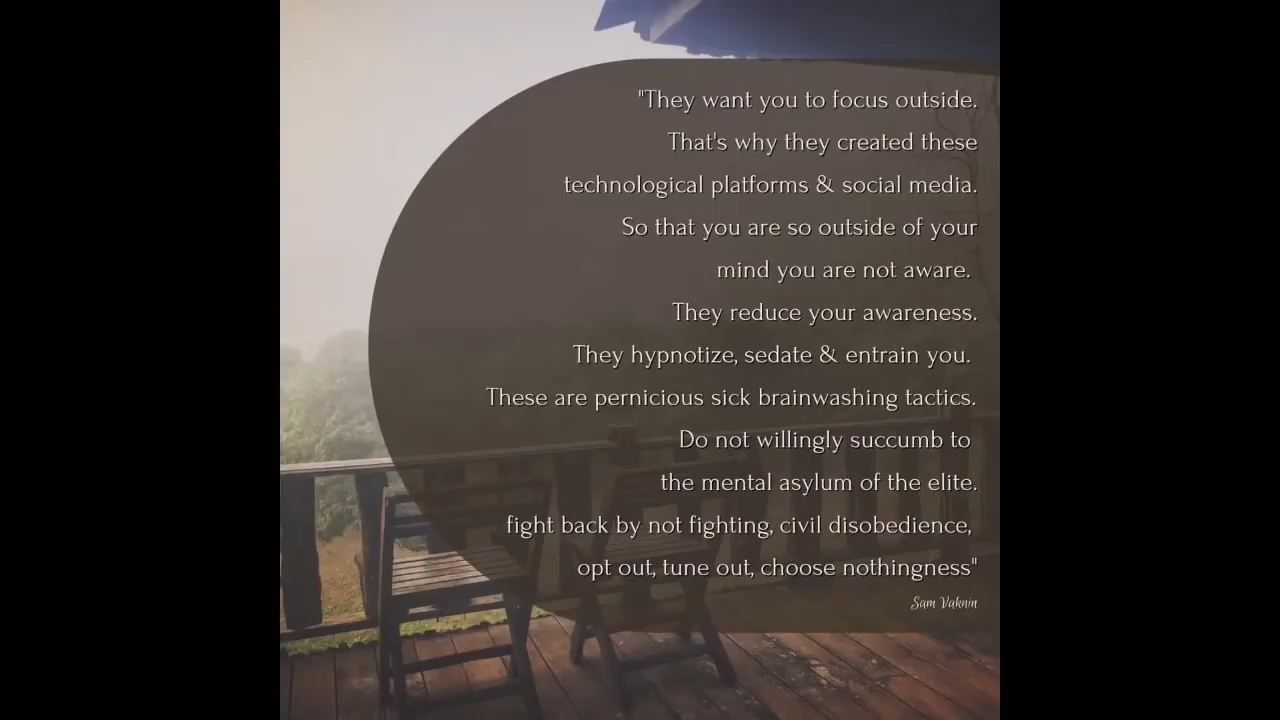 "They want you to focus outside.
That's why they created these
technological platforms & social media.
So that you are so outside of your
mind you are not aware.
They reduce your awareness.
They hypnotize, sedate & entrain you.
These are pernicious sick brainwashing tactics.
Do not willingly succumb to
the mental asylum of the elite.
fight back by not fighting, civil disobedience,
opt out, tune out, choose nothingness"
Sam Vaknin